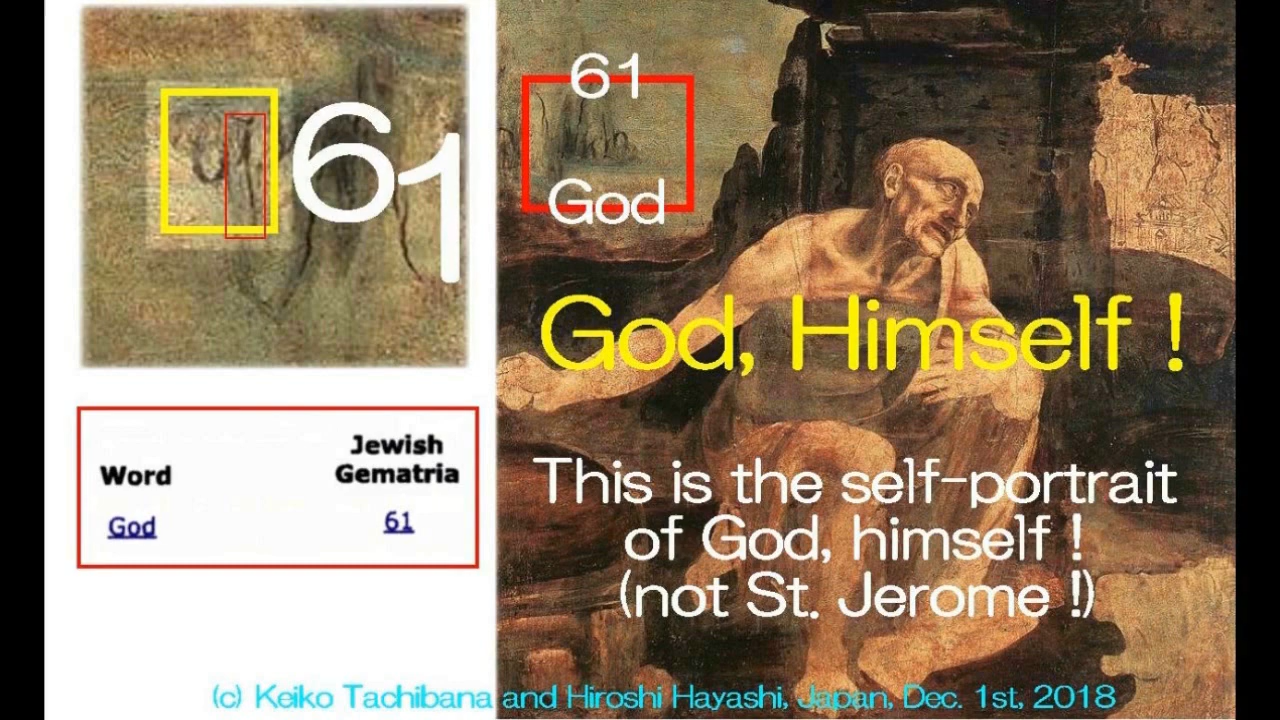 61
61
God
God, Himself !
Word Jewish Gematria
God 61
This is the self-portrait
of God, himself !
(not St. Jerome !)
(c) Keiko Tachibana and Hiroshi Hayashi, Japan, Dec. 1st, 2018